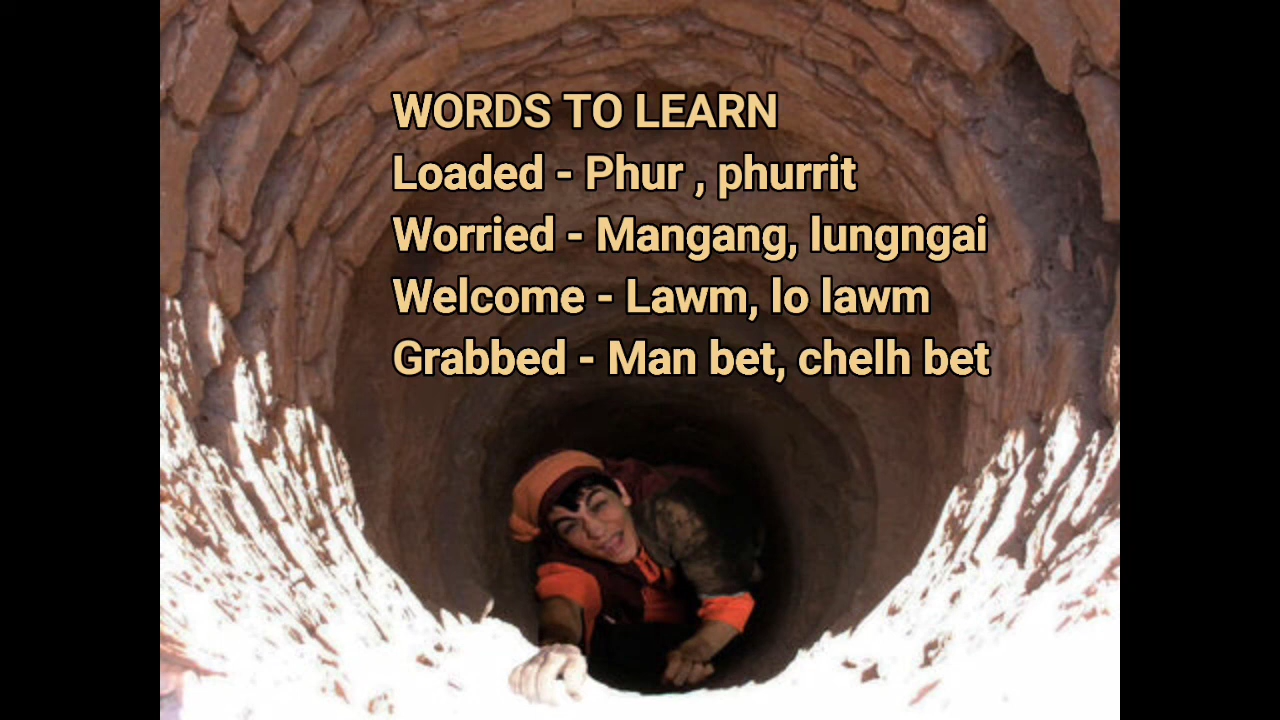 WORDS TO LEARN
Loaded - Phur , phurrit
Worried - Mangang, lungngai
Welcome - Lawm, lo lawm
Grabbed - Man bet, chelh bet